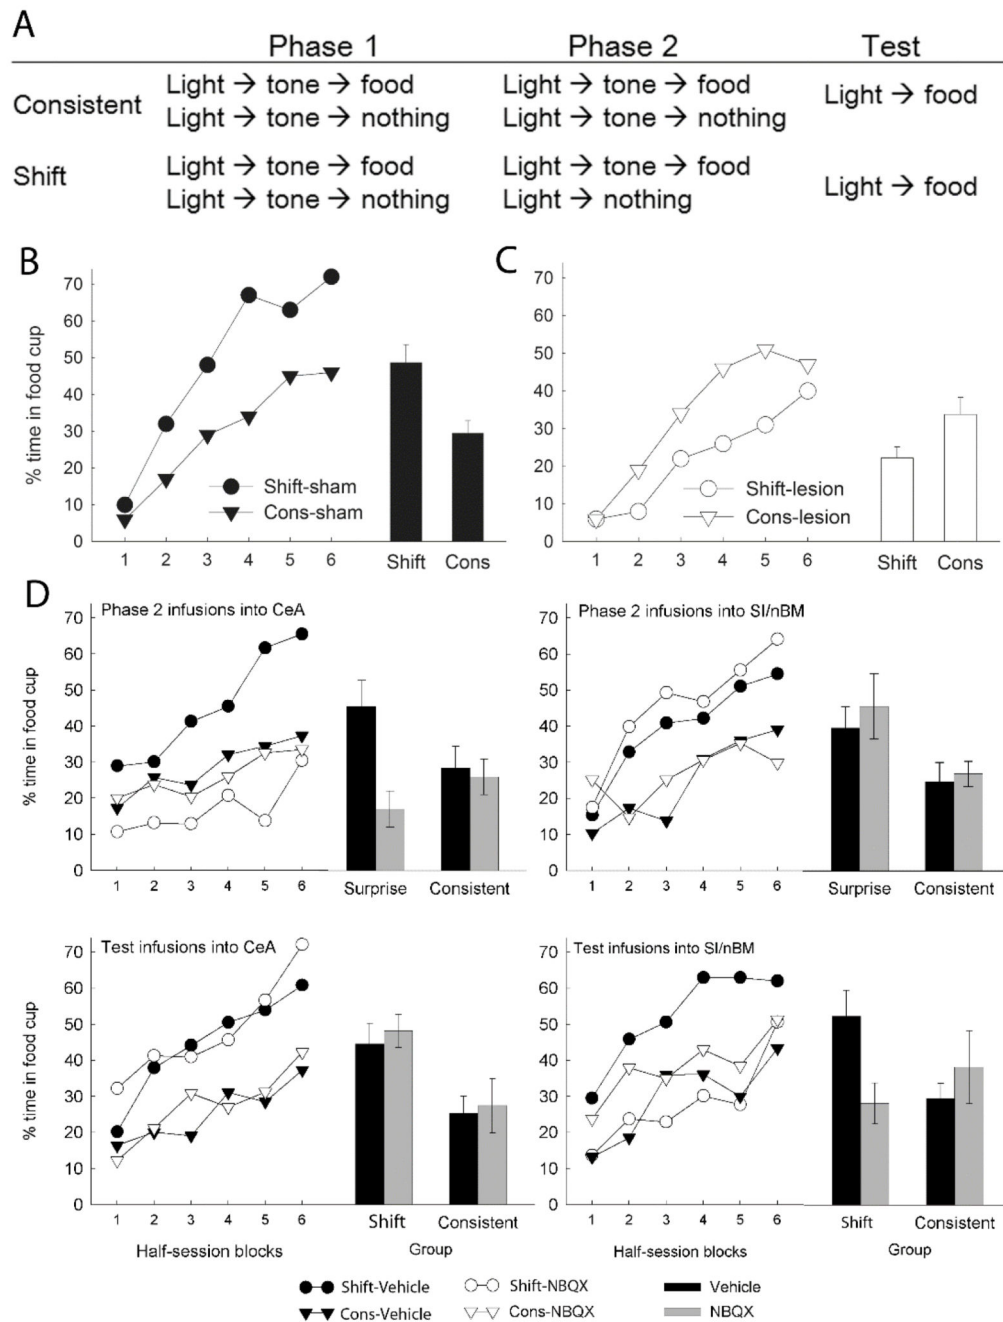 A
Phase 1 Phase 2 Test
Consistent
Light → tone → food Light → tone → food
Light → tone → nothing Light → tone → nothing
Light → food
Shift
Light → tone → food Light → tone → food
Light → tone → nothing Light → nothing
Light → food
B
% time in food cup
70
60
50
40
30
20
10
0
Shift-sham
Cons-sham
1 2 3 4 5 6 Shift Cons
C
70
60
50
40
30
20
10
0
Shift-lesion
Cons-lesion
1 2 3 4 5 6 Shift Cons
D
Phase 2 infusions into CeA
% time in food cup
70
60
50
40
30
20
10
0
1 2 3 4 5 6 Surprise Consistent
Phase 2 infusions into SI/nBM
70
60
50
40
30
20
10
0
1 2 3 4 5 6 Surprise Consistent
Test infusions into CeA
% time in food cup
70
60
50
40
30
20
10
0
1 2 3 4 5 6 Shift Consistent
Half-session blocks Group
Test infusions into SI/nBM
70
60
50
40
30
20
10
0
1 2 3 4 5 6 Shift Consistent
Half-session blocks Group
Shift-Vehicle Shift-NBQX Vehicle
Cons-Vehicle Cons-NBQX NBQX